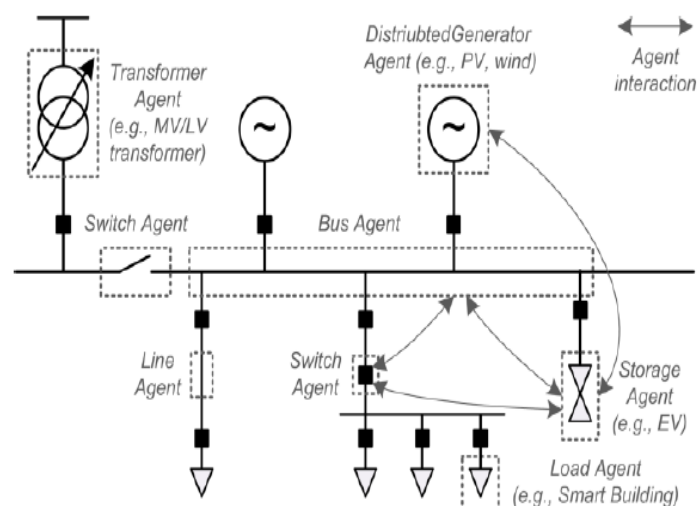 Transformer
Agent
(e.g., MV/LV
transformer)
DistriubtedGenerator
Agent (e.g., PV, wind)
Agent
interaction
~
~
Switch Agent
Bus Agent
Line
Agent
Switch
Agent
Storage
Agent
(e.g., EV)
Load Agent
(e.g., Smart Building)